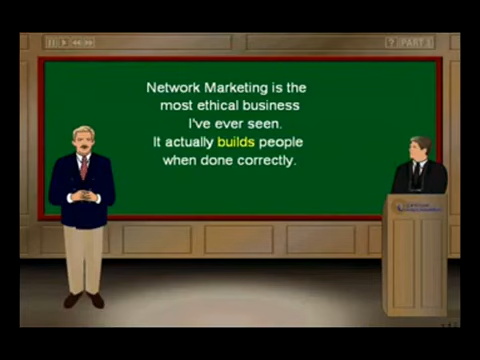 PART 1
Network Marketing is the
most ethical business
I've ever seen.
It actually builds people
when done correctly.